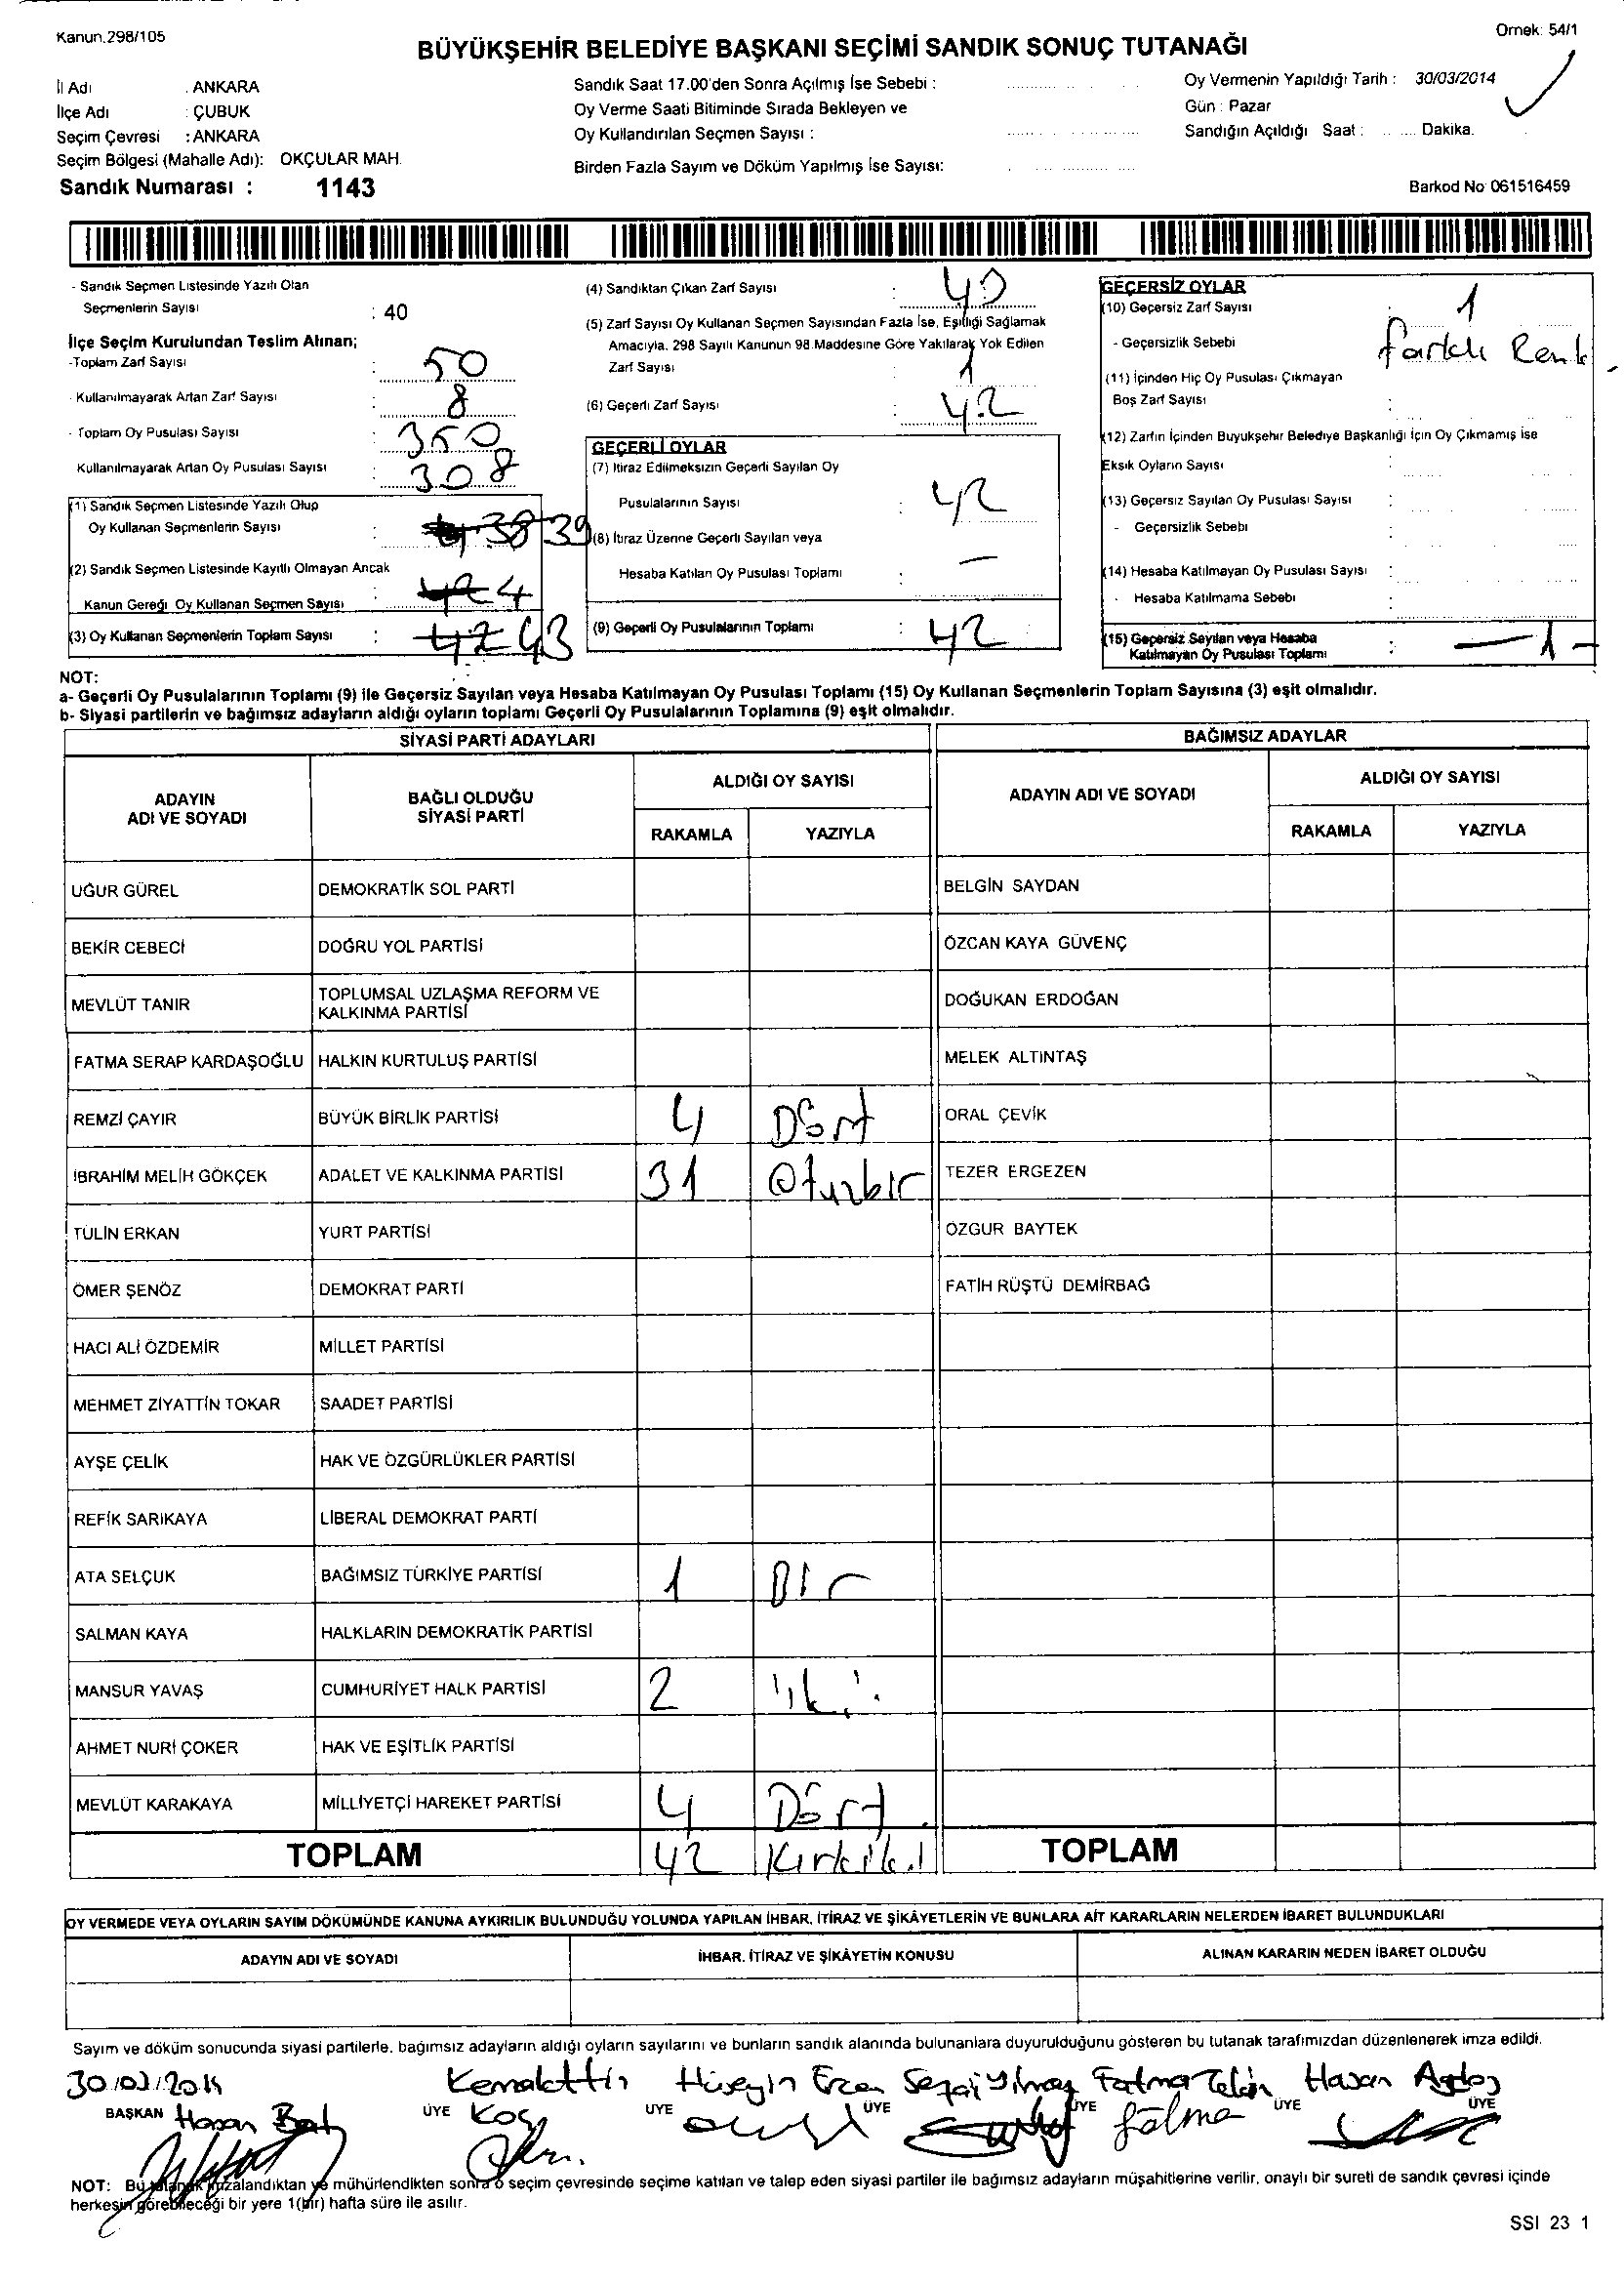 Kanun.298/105
Örnek: 54/1
BÜYÜKŞEHİR BELEDİYE BAŞKANI SEÇİMİ SANDIK SONUÇ TUTANAĞI
İl Adı : ANKARA
İlçe Adı : ÇUBUK
Seçim Çevresi : ANKARA
Seçim Bölgesi (Mahalle Adı): OKÇULAR MAH.
Sandık Numarası : 1143
Sandık Saat 17.00'den Sonra Açılmış İse Sebebi :
Oy Verme Saati Bitiminde Sırada Bekleyen ve
Oy Kullandırılan Seçmen Sayısı :
Birden Fazla Sayım ve Döküm Yapılmış İse Sayısı:
Oy Vermenin Yapıldığı Tarih : 30/03/2014
Gün : Pazar
Sandığın Açıldığı Saat : ...... Dakika.
Barkod No 061516459
- Sandık Seçmen Listesinde Yazılı Olan
Seçmenlerin Sayısı : 40
İlçe Seçim Kurulundan Teslim Alınan;
-Toplam Zarf Sayısı : 50
Kullanılmayarak Artan Zarf Sayısı : 8
- Toplam Oy Pusulası Sayısı : 350
Kullanılmayarak Artan Oy Pusulası Sayısı : 308
(1) Sandık Seçmen Listesinde Yazılı Olup
Oy Kullanan Seçmenlerin Sayısı : 38 39
(2) Sandık Seçmen Listesinde Kayıtlı Olmayan Ancak
Kanun Gereği Oy Kullanan Seçmen Sayısı : 4
(3) Oy Kullanan Seçmenlerin Toplam Sayısı : 42 43
(4) Sandıktan Çıkan Zarf Sayısı :
(5) Zarf Sayısı Oy Kullanan Seçmen Sayısından Fazla İse, Eşitliği Sağlamak
Amacıyla, 298 Sayılı Kanunun 98.Maddesine Göre Yakılarak Yok Edilen
Zarf Sayısı 1
(6) Geçerli Zarf Sayısı : 42
GEÇERLİ OYLAR
(7) İtiraz Edilmeksizin Geçerli Sayılan Oy
Pusulalarının Sayısı : 42
(8) İtiraz Üzerine Geçerli Sayılan veya
Hesaba Katılan Oy Pusulası Toplamı : —
(9) Geçerli Oy Pusulalarının Toplamı : 42
GEÇERSİZ OYLAR
(10) Geçersiz Zarf Sayısı : 1
- Geçersizlik Sebebi farklı Renk
(11) İçinden Hiç Oy Pusulası Çıkmayan
Boş Zarf Sayısı :
(12) Zarfın İçinden Büyükşehir Belediye Başkanlığı İçin Oy Çıkmamış ise
Eksik Oyların Sayısı :
(13) Geçersiz Sayılan Oy Pusulası Sayısı :
- Geçersizlik Sebebi :
(14) Hesaba Katılmayan Oy Pusulası Sayısı :
- Hesaba Katılmama Sebebi :
(15) Geçersiz Sayılan veya Hesaba
Katılmayan Oy Pusulası Toplamı : —1-
NOT:
a- Geçerli Oy Pusulalarının Toplamı (9) ile Geçersiz Sayılan veya Hesaba Katılmayan Oy Pusulası Toplamı (15) Oy Kullanan Seçmenlerin Toplam Sayısına (3) eşit olmalıdır.
b- Siyasi partilerin ve bağımsız adayların aldığı oyların toplamı Geçerli Oy Pusulalarının Toplamına (9) eşit olmalıdır.
SİYASİ PARTİ ADAYLARI BAĞIMSIZ ADAYLAR
ADAYIN ADI VE SOYADI BAĞLI OLDUĞU SİYASİ PARTİ ALDIĞI OY SAYISI ADAYIN ADI VE SOYADI ALDIĞI OY SAYISI
RAKAMLA YAZIYLA RAKAMLA YAZIYLA
UĞUR GÜREL DEMOKRATİK SOL PARTİ BELGİN SAYDAN
BEKİR CEBECİ DOĞRU YOL PARTİSİ ÖZCAN KAYA GÜVENÇ
MEVLÜT TANIR TOPLUMSAL UZLAŞMA REFORM VE KALKINMA PARTİSİ DOĞUKAN ERDOĞAN
FATMA SERAP KARDAŞOĞLU HALKIN KURTULUŞ PARTİSİ MELEK ALTINTAŞ
REMZİ ÇAYIR BÜYÜK BİRLİK PARTİSİ 4 Dört ORAL ÇEVİK
İBRAHİM MELİH GÖKÇEK ADALET VE KALKINMA PARTİSİ 31 Otuzbir TEZER ERGEZEN
TÜLİN ERKAN YURT PARTİSİ ÖZGÜR BAYTEK
ÖMER ŞENÖZ DEMOKRAT PARTİ FATİH RÜŞTÜ DEMİRBAĞ
HACI ALİ ÖZDEMİR MİLLET PARTİSİ
MEHMET ZİYATTİN TOKAR SAADET PARTİSİ
AYŞE ÇELİK HAK VE ÖZGÜRLÜKLER PARTİSİ
REFİK SARIKAYA LİBERAL DEMOKRAT PARTİ
ATA SELÇUK BAĞIMSIZ TÜRKİYE PARTİSİ 1 Bir
SALMAN KAYA HALKLARIN DEMOKRATİK PARTİSİ
MANSUR YAVAŞ CUMHURİYET HALK PARTİSİ 2 iki
AHMET NURİ ÇOKER HAK VE EŞİTLİK PARTİSİ
MEVLÜT KARAKAYA MİLLİYETÇİ HAREKET PARTİSİ 4 Dört
TOPLAM 42 Kırkiki TOPLAM
OY VERMEDE VEYA OYLARIN SAYIM DÖKÜMÜNDE KANUNA AYKIRILIK BULUNDUĞU YOLUNDA YAPILAN İHBAR, İTİRAZ VE ŞİKÂYETLERİN VE BUNLARA AİT KARARLARIN NELERDEN İBARET BULUNDUKLARI
ADAYIN ADI VE SOYADI İHBAR, İTİRAZ VE ŞİKÂYETİN KONUSU ALINAN KARARIN NEDEN İBARET OLDUĞU
Sayım ve döküm sonucunda siyasi partilerle, bağımsız adayların aldığı oyların sayılarını ve bunların sandık alanında bulunanlara duyurulduğunu gösteren bu tutanak tarafımızdan düzenlenerek imza edildi.
30/03/2014 Kemalettin Hüseyin Ercan Sezai Yılmaz Fatma Hasan
BAŞKAN Hasan ÜYE Koç ÜYE ÜYE ÜYE fatma ÜYE ÜYE
NOT: Bu tutanak imzalandıktan ve mühürlendikten sonra o seçim çevresinde seçime katılan ve talep eden siyasi partiler ile bağımsız adayların müşahitlerine verilir, onaylı bir sureti de sandık çevresi içinde
herkesin görebileceği bir yere 1(bir) hafta süre ile asılır.
SSI 23 1